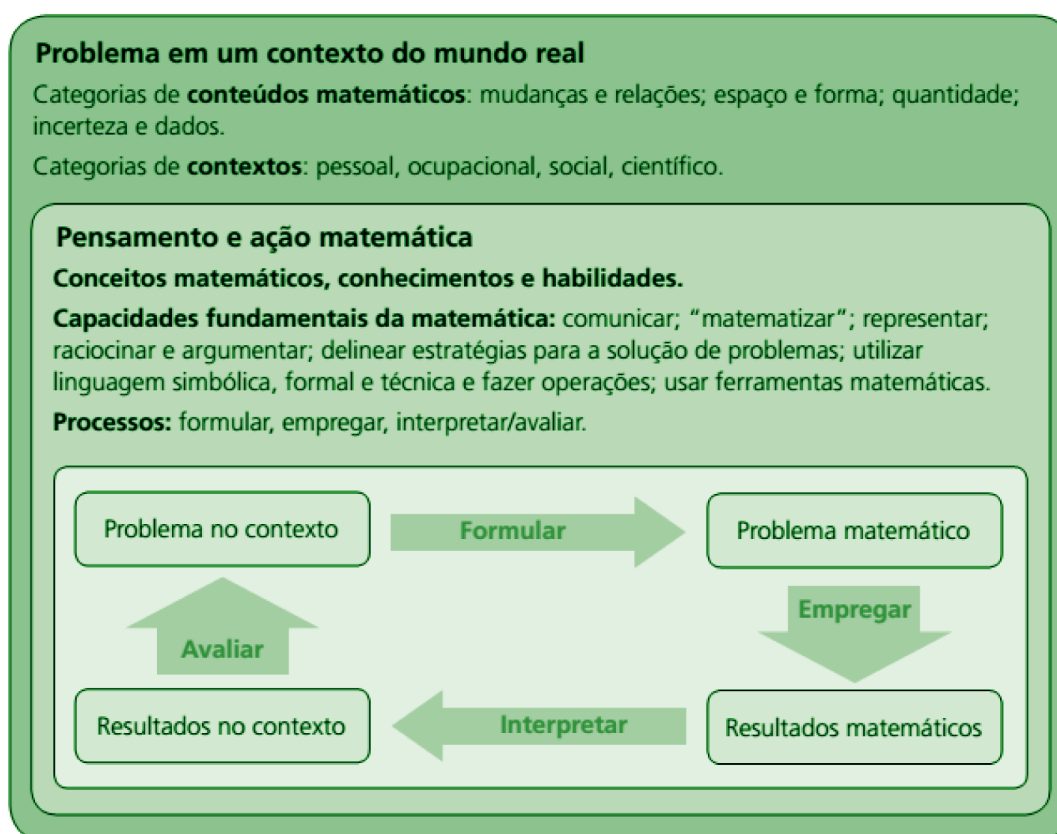 Problema em um contexto do mundo real
Categorias de conteúdos matemáticos: mudanças e relações; espaço e forma; quantidade;
incerteza e dados.
Categorias de contextos: pessoal, ocupacional, social, científico.
Pensamento e ação matemática
Conceitos matemáticos, conhecimentos e habilidades.
Capacidades fundamentais da matemática: comunicar; “matematizar”; representar;
raciocinar e argumentar; delinear estratégias para a solução de problemas; utilizar
linguagem simbólica, formal e técnica e fazer operações; usar ferramentas matemáticas.
Processos: formular, empregar, interpretar/avaliar.
Problema no contexto
Formular
Problema matemático
Empregar
Avaliar
Resultados no contexto
Interpretar
Resultados matemáticos